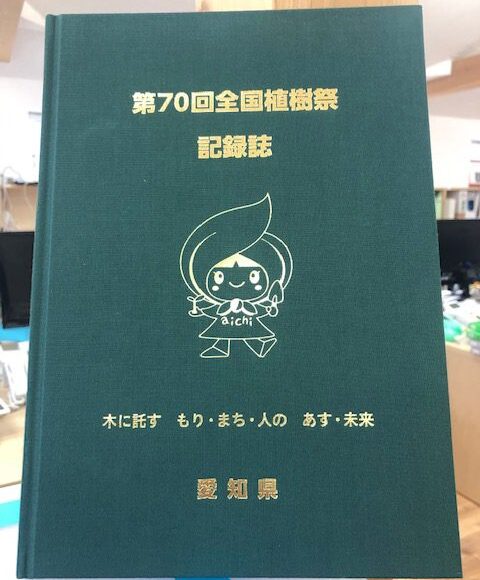 第70回全国植樹祭
記録誌
aichi
木に託す　もり・まち・人の　あす・未来
愛知県